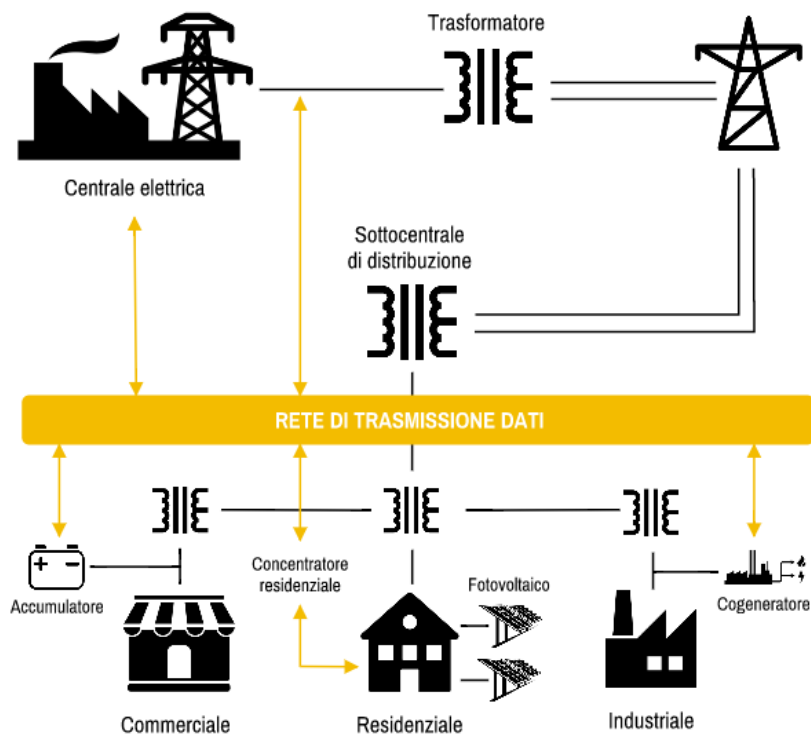 Trasformatore
Centrale elettrica
Sottocentrale
di distribuzione
RETE DI TRASMISSIONE DATI
+ −
Accumulatore
Concentratore
residenziale
Fotovoltaico
Cogeneratore
Commerciale
Residenziale
Industriale